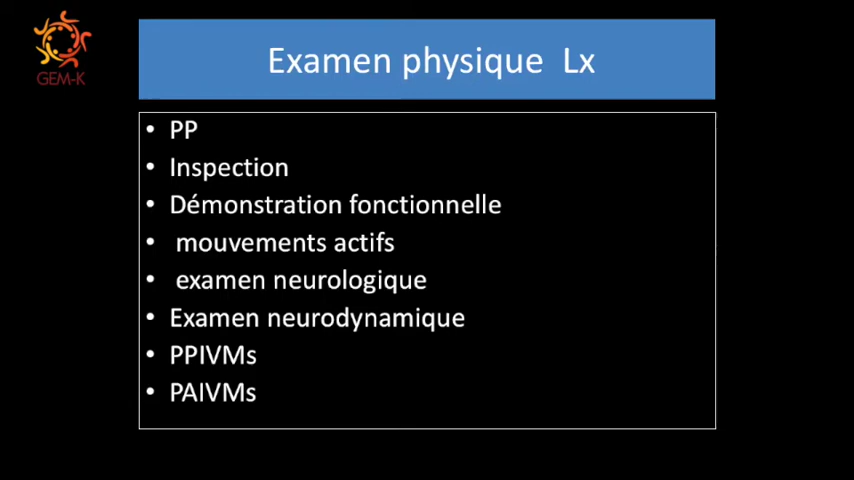 GEM-K
Examen physique Lx
• PP
• Inspection
• Démonstration fonctionnelle
• mouvements actifs
• examen neurologique
• Examen neurodynamique
• PPIVMs
• PAIVMs